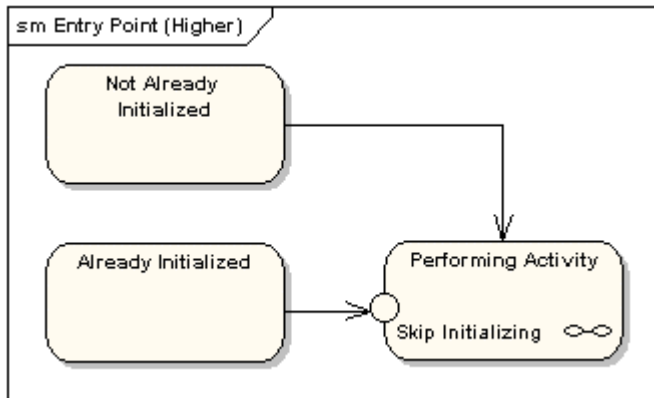 sm Entry Point (Higher)
Not Already
Initialized
Already Initialized
Performing Activity
Skip Initializing